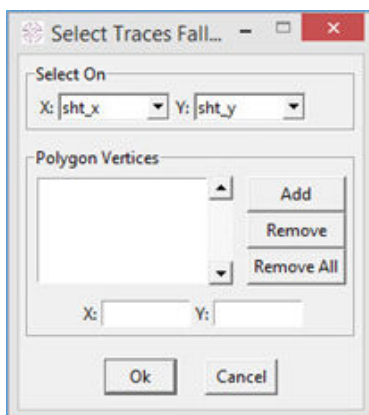 Select Traces Fall...
Select On
X: sht_x Y: sht_y
Polygon Vertices
Add
Remove
Remove All
X: Y:
Ok Cancel